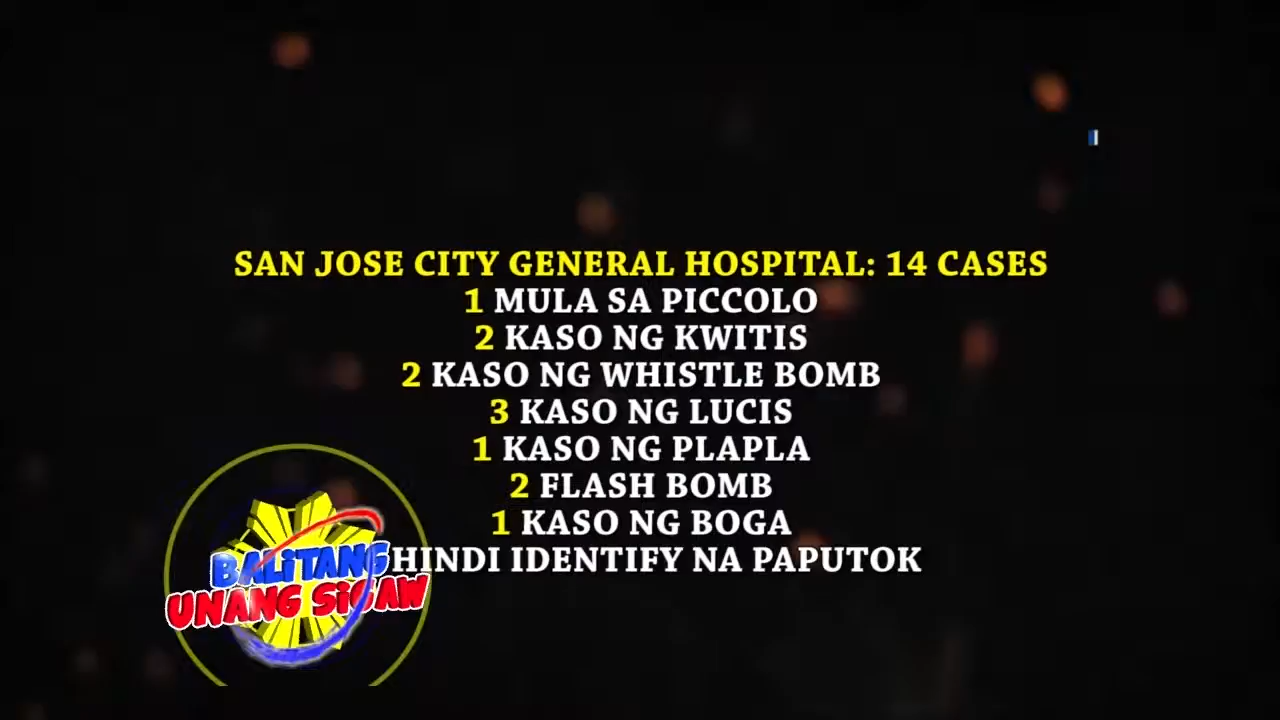 SAN JOSE CITY GENERAL HOSPITAL: 14 CASES
1 MULA SA PICCOLO
2 KASO NG KWITIS
2 KASO NG WHISTLE BOMB
3 KASO NG LUCIS
1 KASO NG PLAPLA
2 FLASH BOMB
1 KASO NG BOGA
HINDI IDENTIFY NA PAPUTOK
BALITANG
UNANG SIGAW